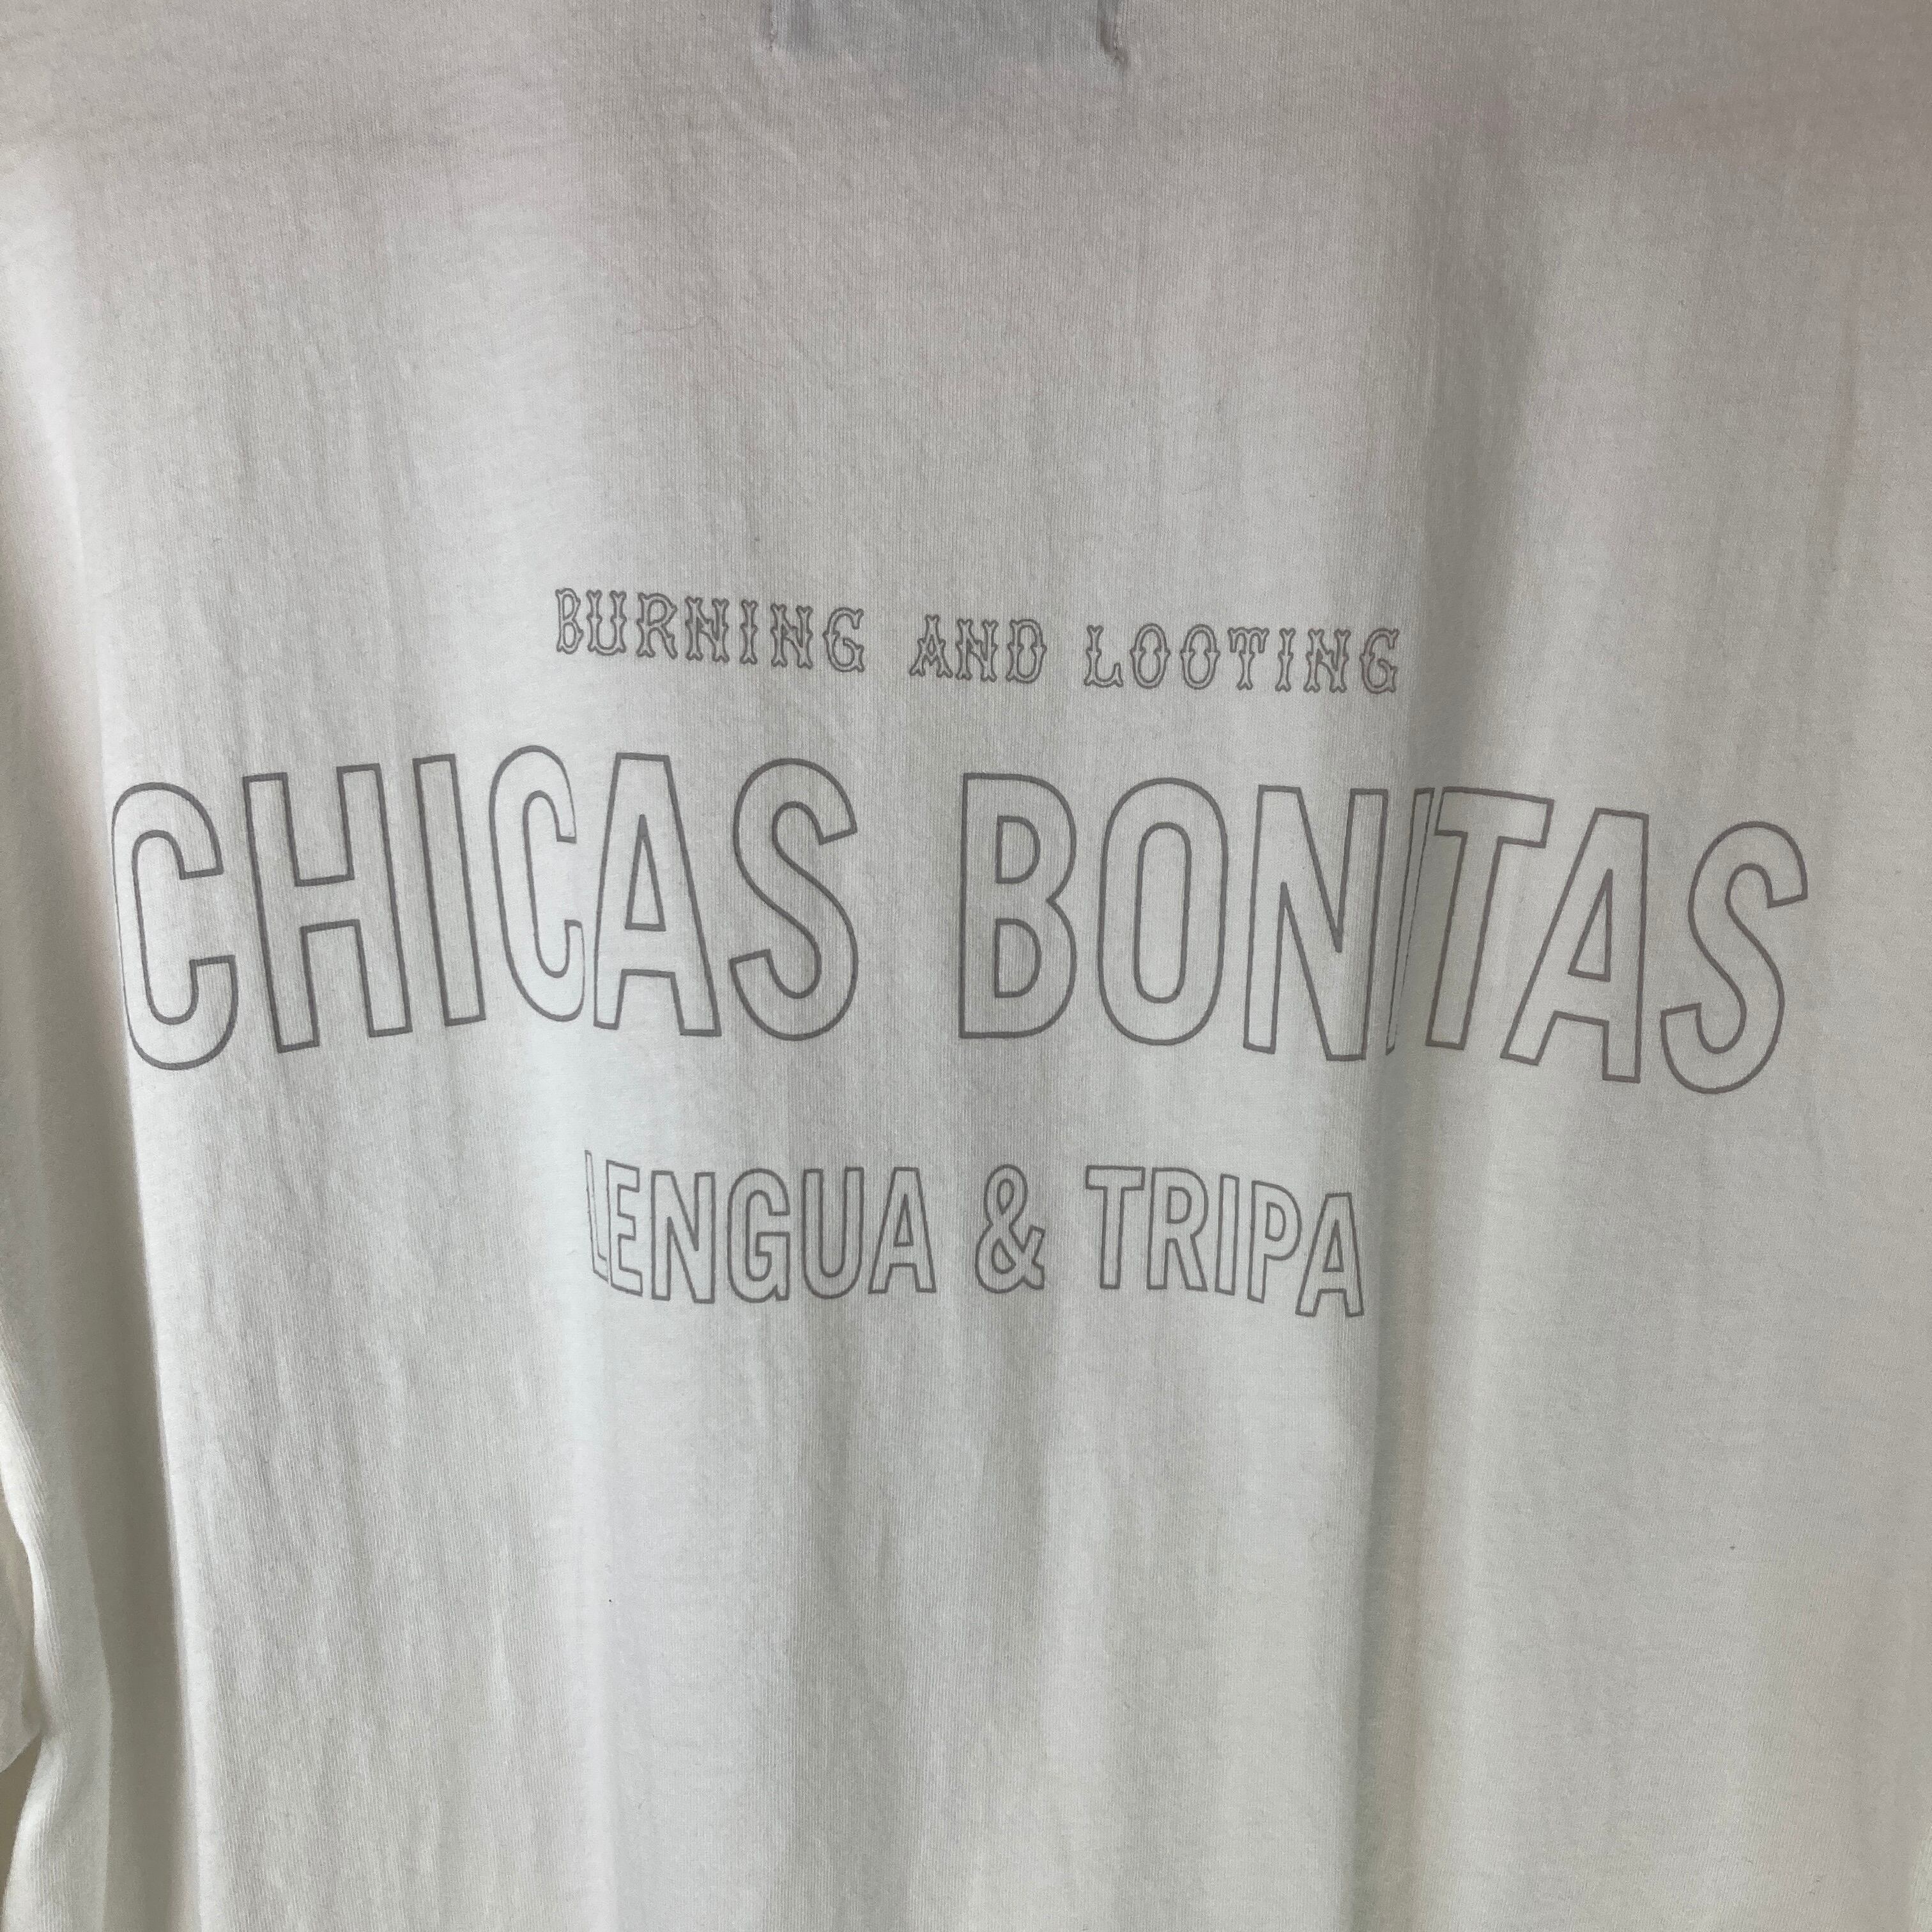 BURNING AND LOOTING
CHICAS BONITAS
LENGUA & TRIPA